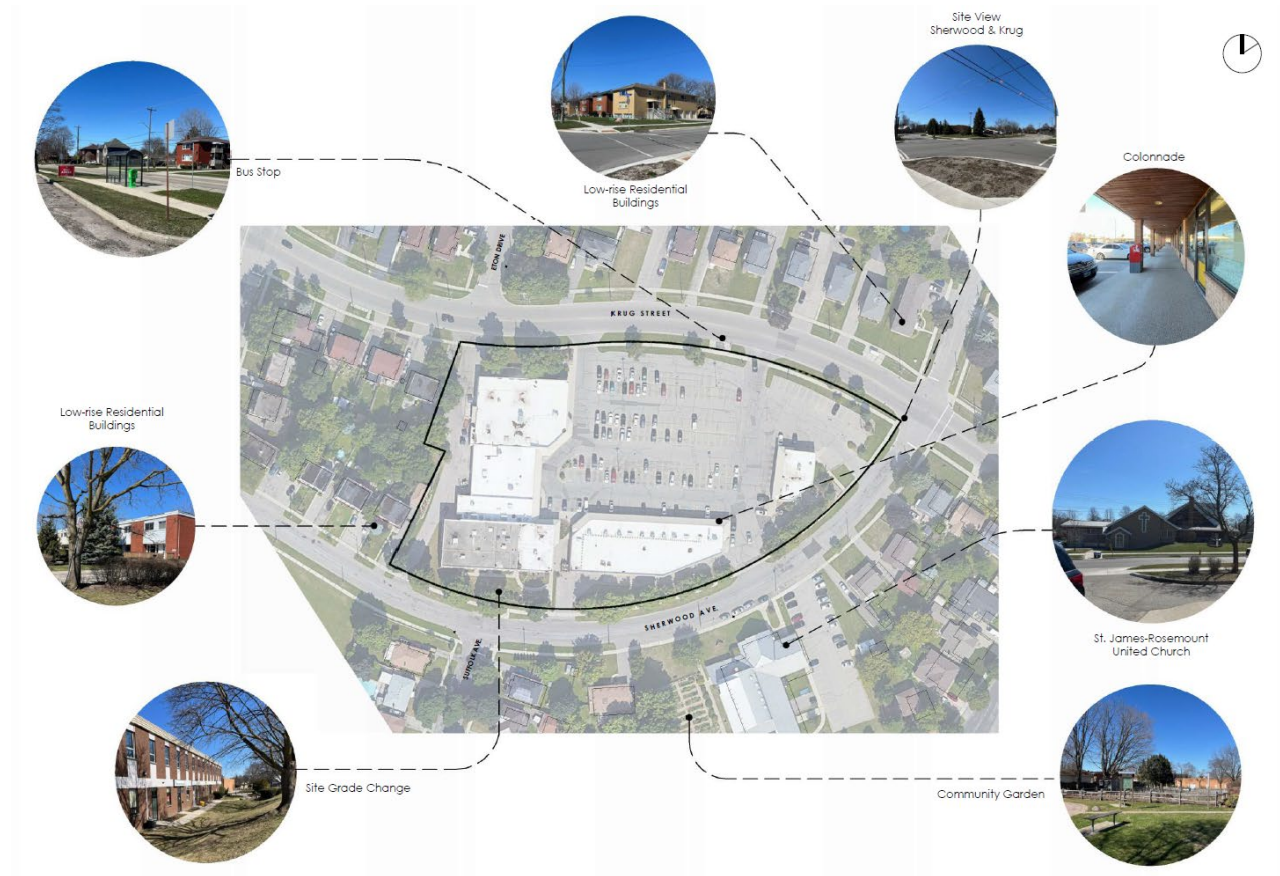 Site View
Sherwood & Krug
Bus Stop
Low-rise Residential
Buildings
Colonnade
ETON DRIVE
KRUG STREET
Low-rise Residential
Buildings
SHERWOOD AVE.
SUFFOLK AVE.
St. James-Rosemount
United Church
Site Grade Change
Community Garden